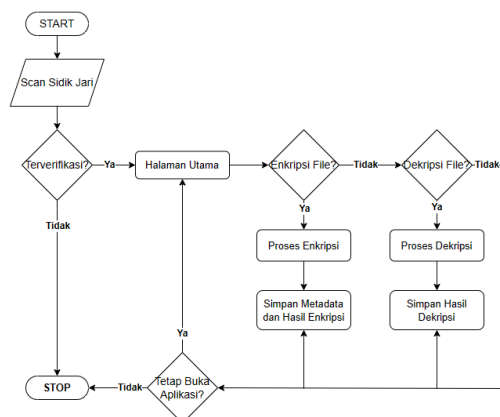 START
Scan Sidik Jari
Terverifikasi?
Ya
Halaman Utama
Enkripsi File?
Tidak
Dekripsi File?
Tidak
Tidak
Ya
Ya
Proses Enkripsi
Proses Dekripsi
Simpan Metadata
dan Hasil Enkripsi
Simpan Hasil
Dekripsi
Ya
STOP
Tidak
Tetap Buka
Aplikasi?